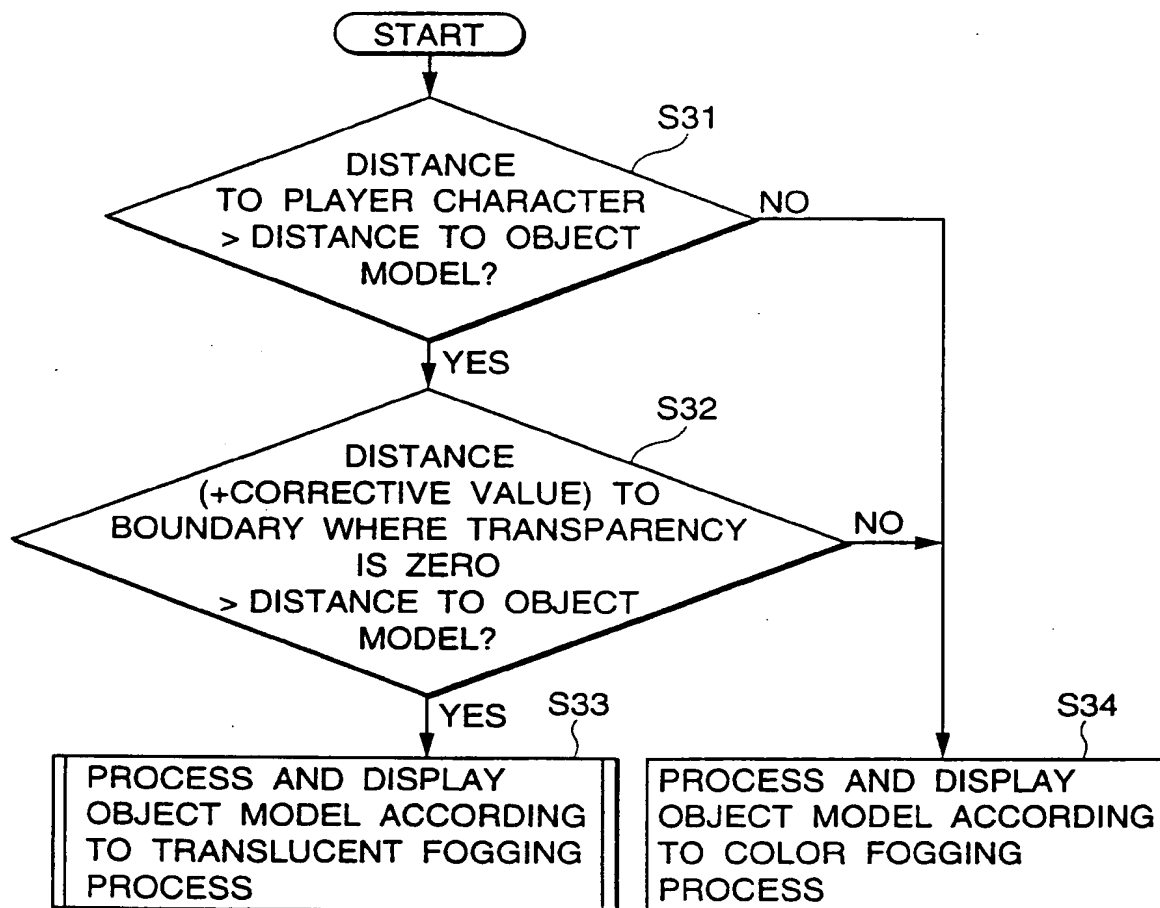 START
S31
DISTANCE
TO PLAYER CHARACTER
> DISTANCE TO OBJECT
MODEL?
NO
YES
S32
DISTANCE
(+CORRECTIVE VALUE) TO
BOUNDARY WHERE TRANSPARENCY
IS ZERO
> DISTANCE TO OBJECT
MODEL?
NO
YES
S33
PROCESS AND DISPLAY
OBJECT MODEL ACCORDING
TO TRANSLUCENT FOGGING
PROCESS
S34
PROCESS AND DISPLAY
OBJECT MODEL ACCORDING
TO COLOR FOGGING
PROCESS